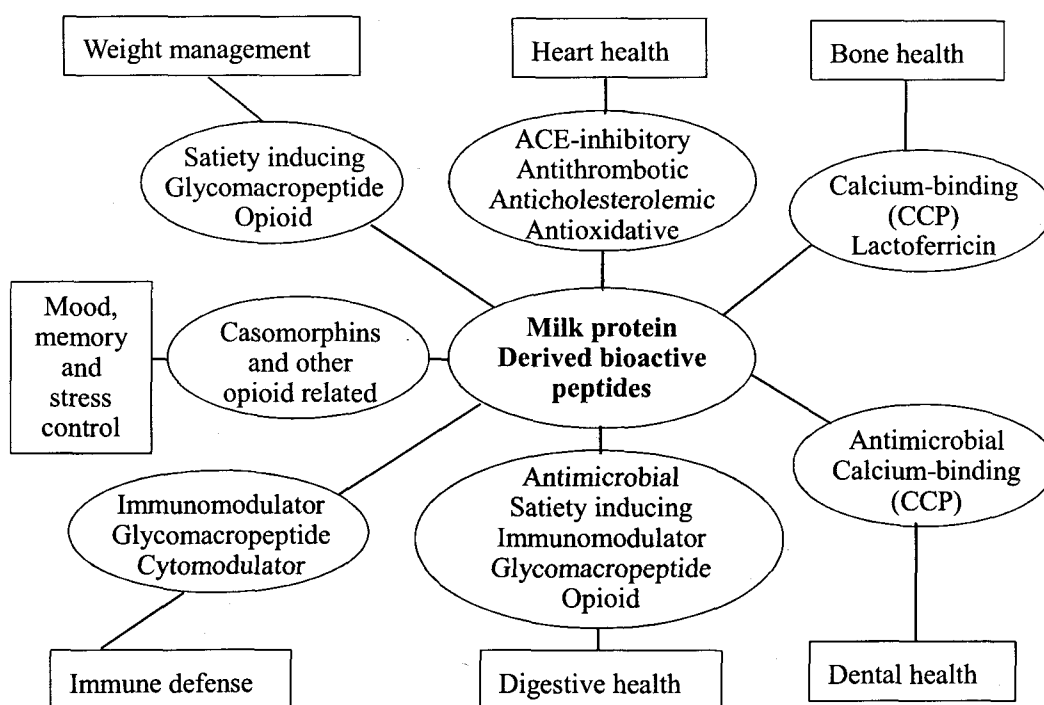 Weight management
Heart health
Bone health
Satiety inducing
Glycomacropeptide
Opioid
ACE-inhibitory
Antithrombotic
Anticholesterolemic
Antioxidative
Calcium-binding
(CCP)
Lactoferricin
Mood,
memory
and
stress
control
Casomorphins
and other
opioid related
Milk protein
Derived bioactive
peptides
Immunomodulator
Glycomacropeptide
Cytomodulator
Antimicrobial
Satiety inducing
Immunomodulator
Glycomacropeptide
Opioid
Antimicrobial
Calcium-binding
(CCP)
Immune defense
Digestive health
Dental health